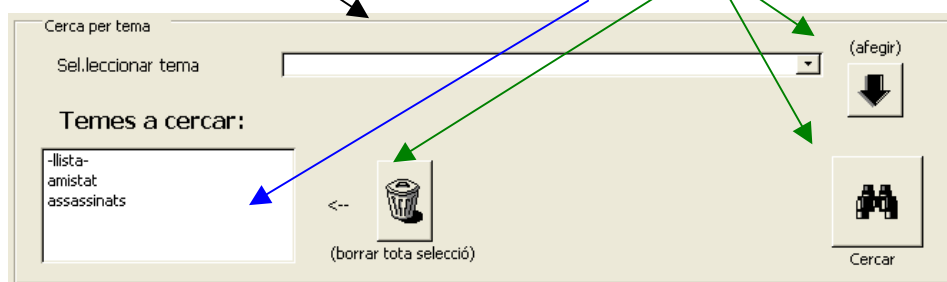 Cerca per tema
Sel.leccionar tema
(afegir)
Temes a cercar:
-llista-
amistat
assassinats
<--
(borrar tota selecció)
Cercar